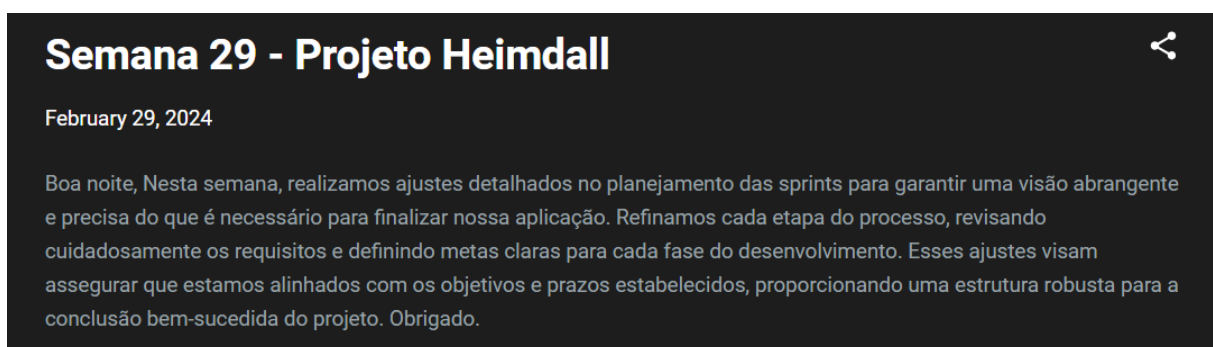 Semana 29 - Projeto Heimdall
February 29, 2024
Boa noite, Nesta semana, realizamos ajustes detalhados no planejamento das sprints para garantir uma visão abrangente
e precisa do que é necessário para finalizar nossa aplicação. Refinamos cada etapa do processo, revisando
cuidadosamente os requisitos e definindo metas claras para cada fase do desenvolvimento. Esses ajustes visam
assegurar que estamos alinhados com os objetivos e prazos estabelecidos, proporcionando uma estrutura robusta para a
conclusão bem-sucedida do projeto. Obrigado.